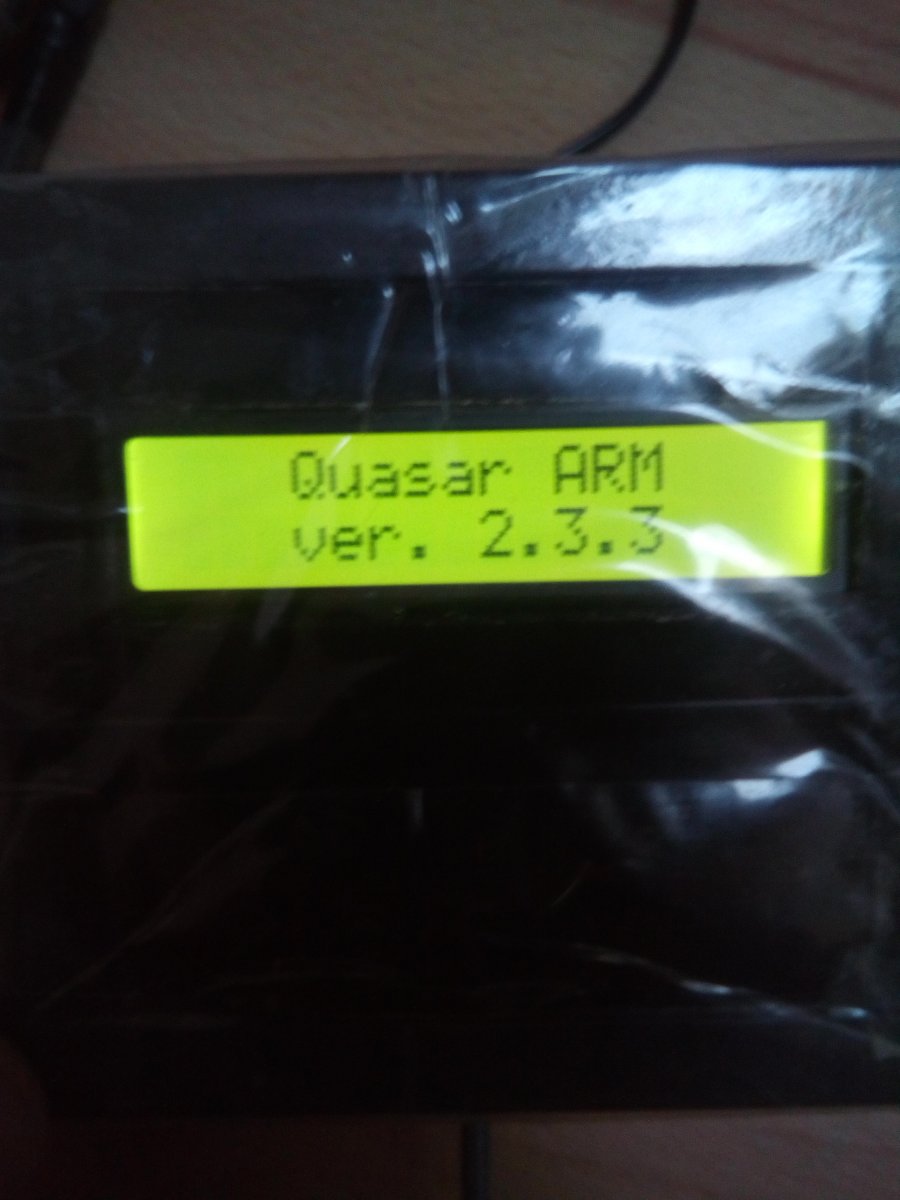 Quasar ARM
ver. 2.3.3